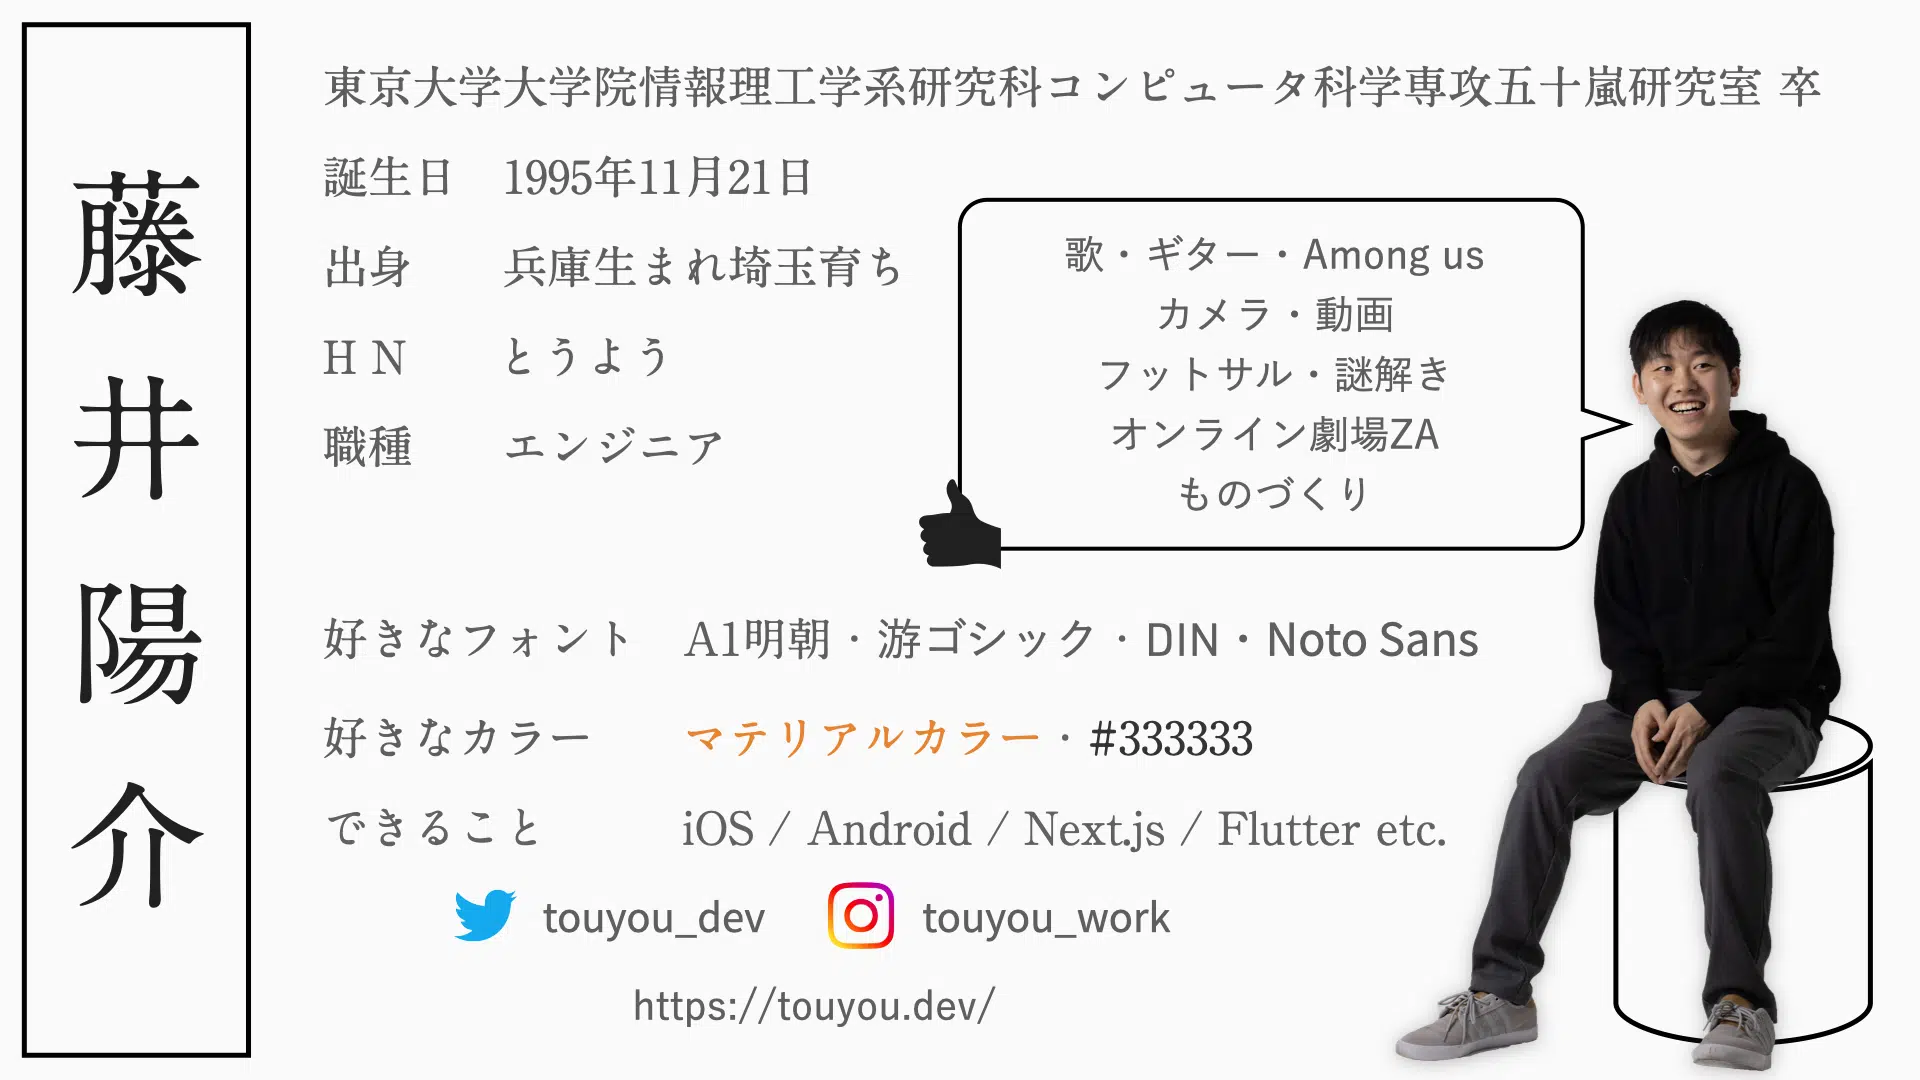 藤井陽介
東京大学大学院情報理工学系研究科コンピュータ科学専攻五十嵐研究室 卒
誕生日 1995年11月21日
出身 兵庫生まれ埼玉育ち
H N とうよう
職種 エンジニア
歌・ギター・Among us
カメラ・動画
フットサル・謎解き
オンライン劇場ZA
ものづくり
好きなフォント A1明朝・游ゴシック・DIN・Noto Sans
好きなカラー マテリアルカラー・#333333
できること iOS / Android / Next.js / Flutter etc.
touyou_dev touyou_work
https://touyou.dev/